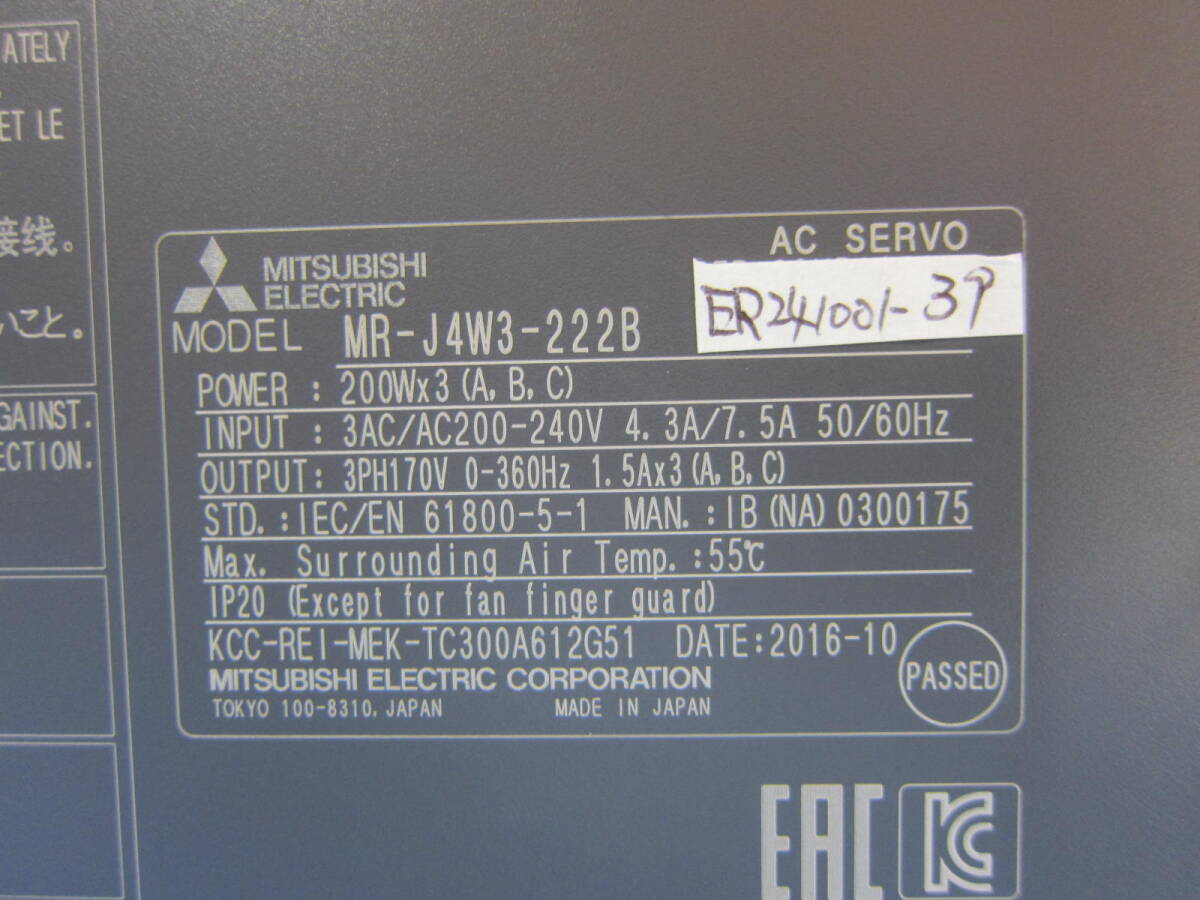 ATELY
ET LE
接线。
いこと。
GAINST.
ECTION.
AC SERVO
MITSUBISHI
ELECTRIC
ER241001-39
MODEL MR-J4W3-222B
POWER : 200Wx3 (A, B, C)
INPUT : 3AC/AC200-240V 4.3A/7.5A 50/60Hz
OUTPUT: 3PH170V 0-360Hz 1.5Ax3 (A, B, C)
STD. : IEC/EN 61800-5-1 MAN. : IB (NA) 0300175
Max. Surrounding Air Temp. :55℃
IP20 (Except for fan finger guard)
KCC-REI-MEK-TC300A612G51 DATE:2016-10
PASSED
MITSUBISHI ELECTRIC CORPORATION
TOKYO 100-8310, JAPAN MADE IN JAPAN
EAC